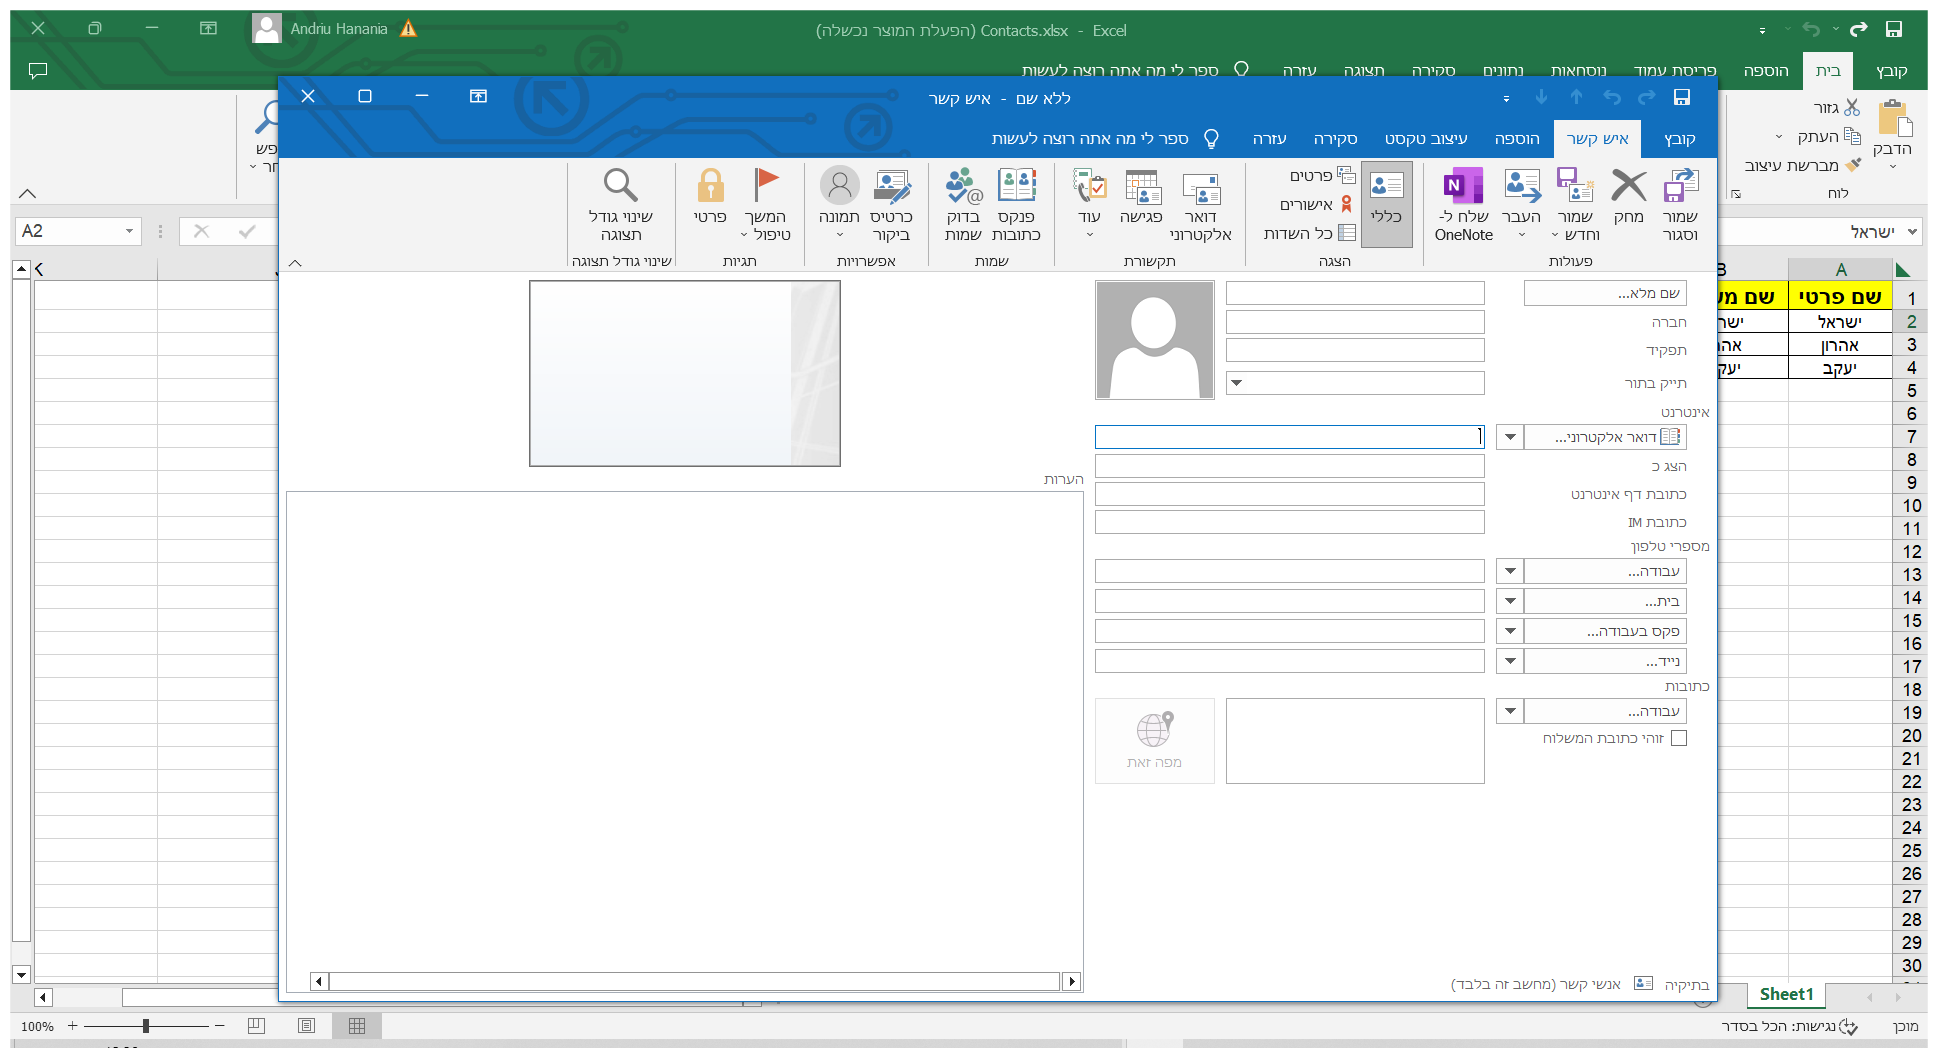 Contacts.xlsx (הפעלת המוצר נכשלה) - Excel
Andriu Hanania
קובץ
בית
הוספה
פריסת עמוד
נוסחאות
נתונים
סקירה
תצוגה
עזרה
ספר לי מה אתה רוצה לעשות
הדבק
גזור
העתק
מברשת עיצוב
לוח
A2
ישראל
A
שם פרטי
ישראל
אהרון
יעקב
1
2
3
4
5
6
7
8
9
10
11
12
13
14
15
16
17
18
19
20
21
22
23
24
25
26
27
28
29
30
ללא שם - איש קשר
קובץ
איש קשר
הוספה
עיצוב טקסט
סקירה
עזרה
ספר לי מה אתה רוצה לעשות
שמור וסגור
מחק
שמור וחדש
העבר
שלח ל-OneNote
פעולות
כללי
פרטים
אישורים
כל השדות
הצגה
דואר אלקטרוני
פגישה
עוד
תקשורת
פנקס כתובות
בדוק שמות
שמות
כרטיס ביקור
תמונה
אפשרויות
המשך טיפול
פרטי
תגיות
שינוי גודל תצוגה
שינוי גודל תצוגה
שם מלא...
חברה
תפקיד
תייק בתור
אינטרנט
דואר אלקטרוני...
הצג כ
כתובת דף אינטרנט
כתובת IM
מספרי טלפון
עבודה...
בית...
פקס בעבודה...
נייד...
כתובות
עבודה...
זוהי כתובת המשלוח
מפה זאת
הערות
בתיקיה
אנשי קשר (מחשב זה בלבד)
Sheet1
מוכן
נגישות: הכל בסדר
100%